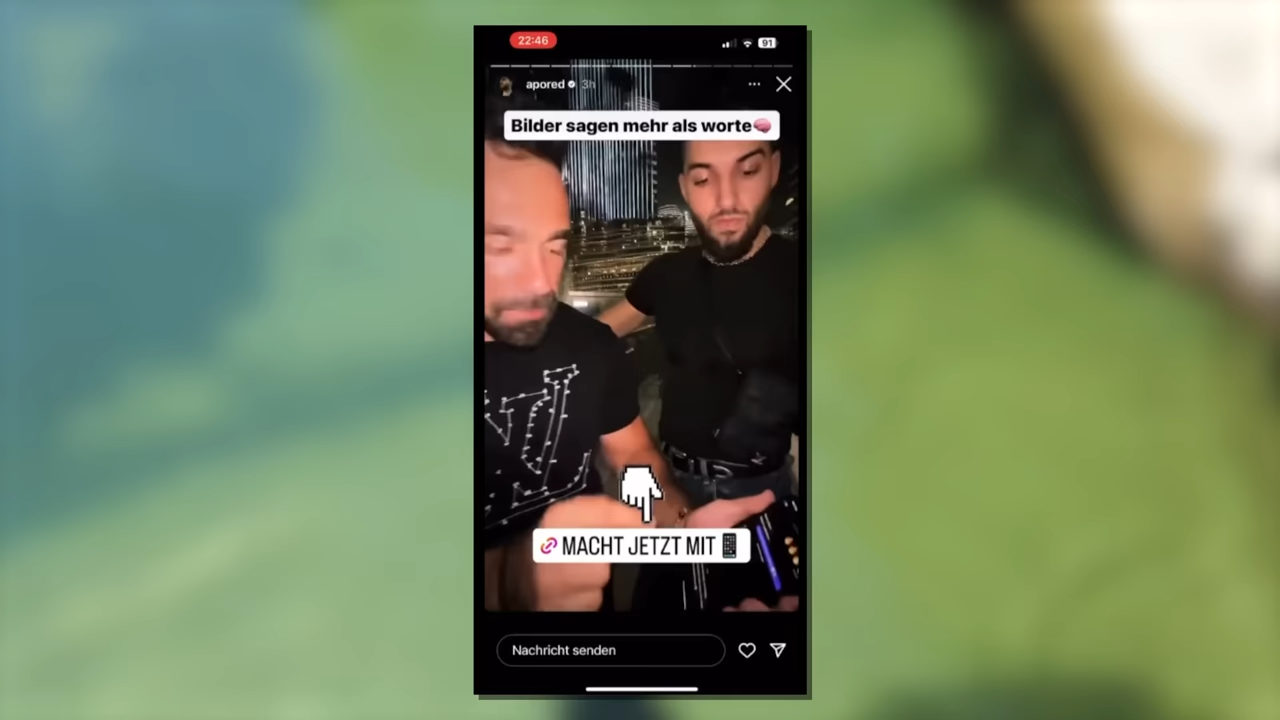 22:46
91
apored 3h
Bilder sagen mehr als worte🧠
MACHT JETZT MIT📱
Nachricht senden